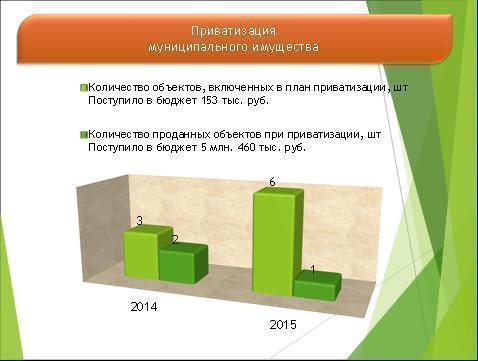 Приватизация
муниципального имущества
Количество объектов, включенных в план приватизации, шт
Поступило в бюджет 153 тыс. руб.
Количество проданных объектов при приватизации, шт
Поступило в бюджет 5 млн. 460 тыс. руб.
3
2
6
1
2014
2015